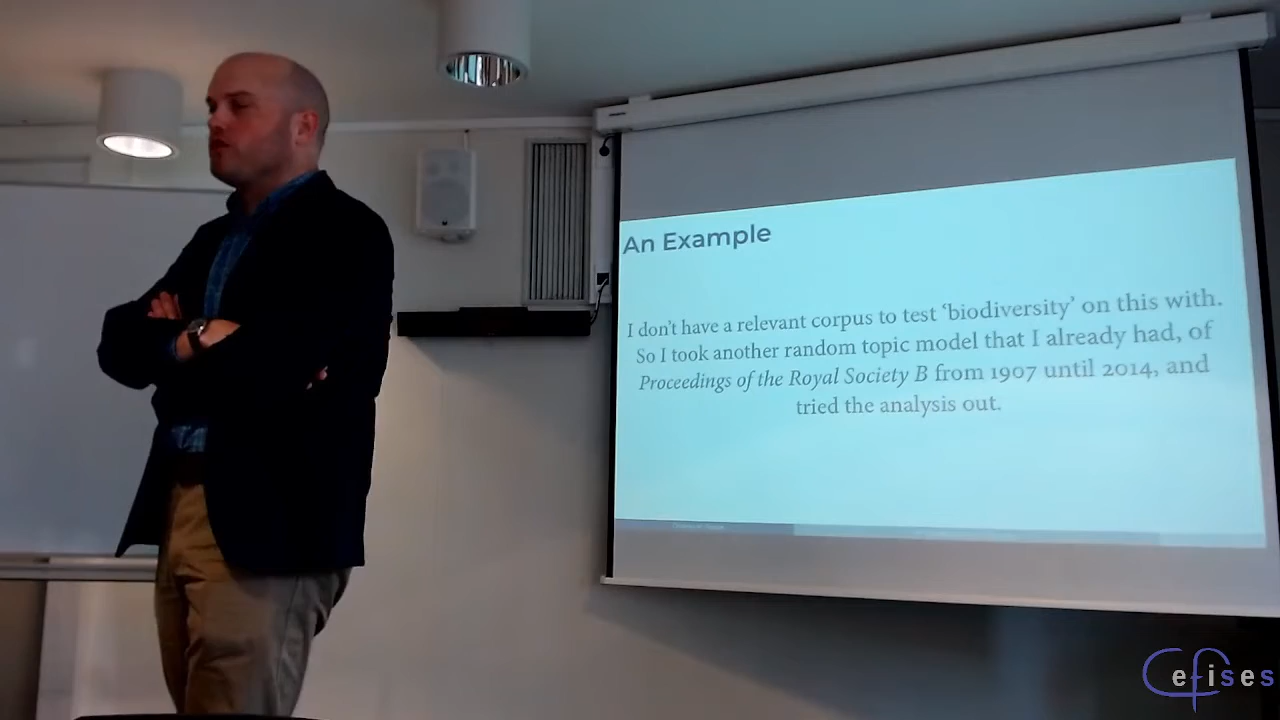 An Example
I don't have a relevant corpus to test ‘biodiversity’ on this with.
So I took another random topic model that I already had, of
Proceedings of the Royal Society B from 1907 until 2014, and
tried the analysis out.
Cefises